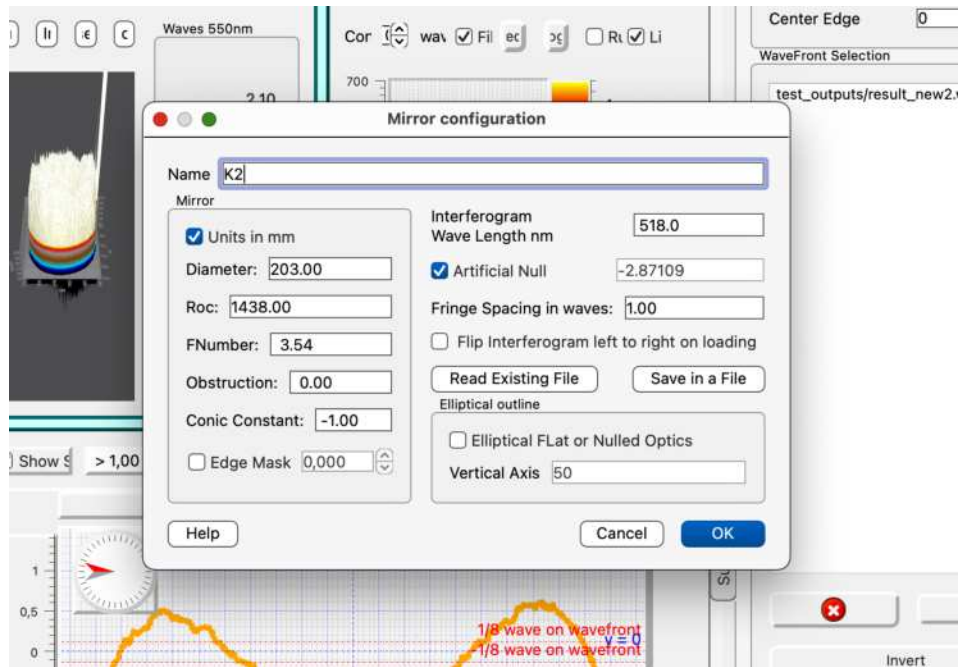 Waves 550nm
2.10
Cor wav Fil ec Ru Li
700
Center Edge 0
WaveFront Selection
test_outputs/result_new2.
Mirror configuration
Name K2
Mirror
Units in mm
Diameter: 203.00
Roc: 1438.00
FNumber: 3.54
Obstruction: 0.00
Conic Constant: -1.00
Edge Mask 0,000
Interferogram
Wave Length nm 518.0
Artificial Null -2.87109
Fringe Spacing in waves: 1.00
Flip Interferogram left to right on loading
Read Existing File Save in a File
Elliptical outline
Elliptical FLat or Nulled Optics
Vertical Axis 50
Help Cancel OK
Show S > 1,00
1
0,5
0
1/8 wave on wavefront
y = 0
-1/8 wave on wavefront
Su
Invert